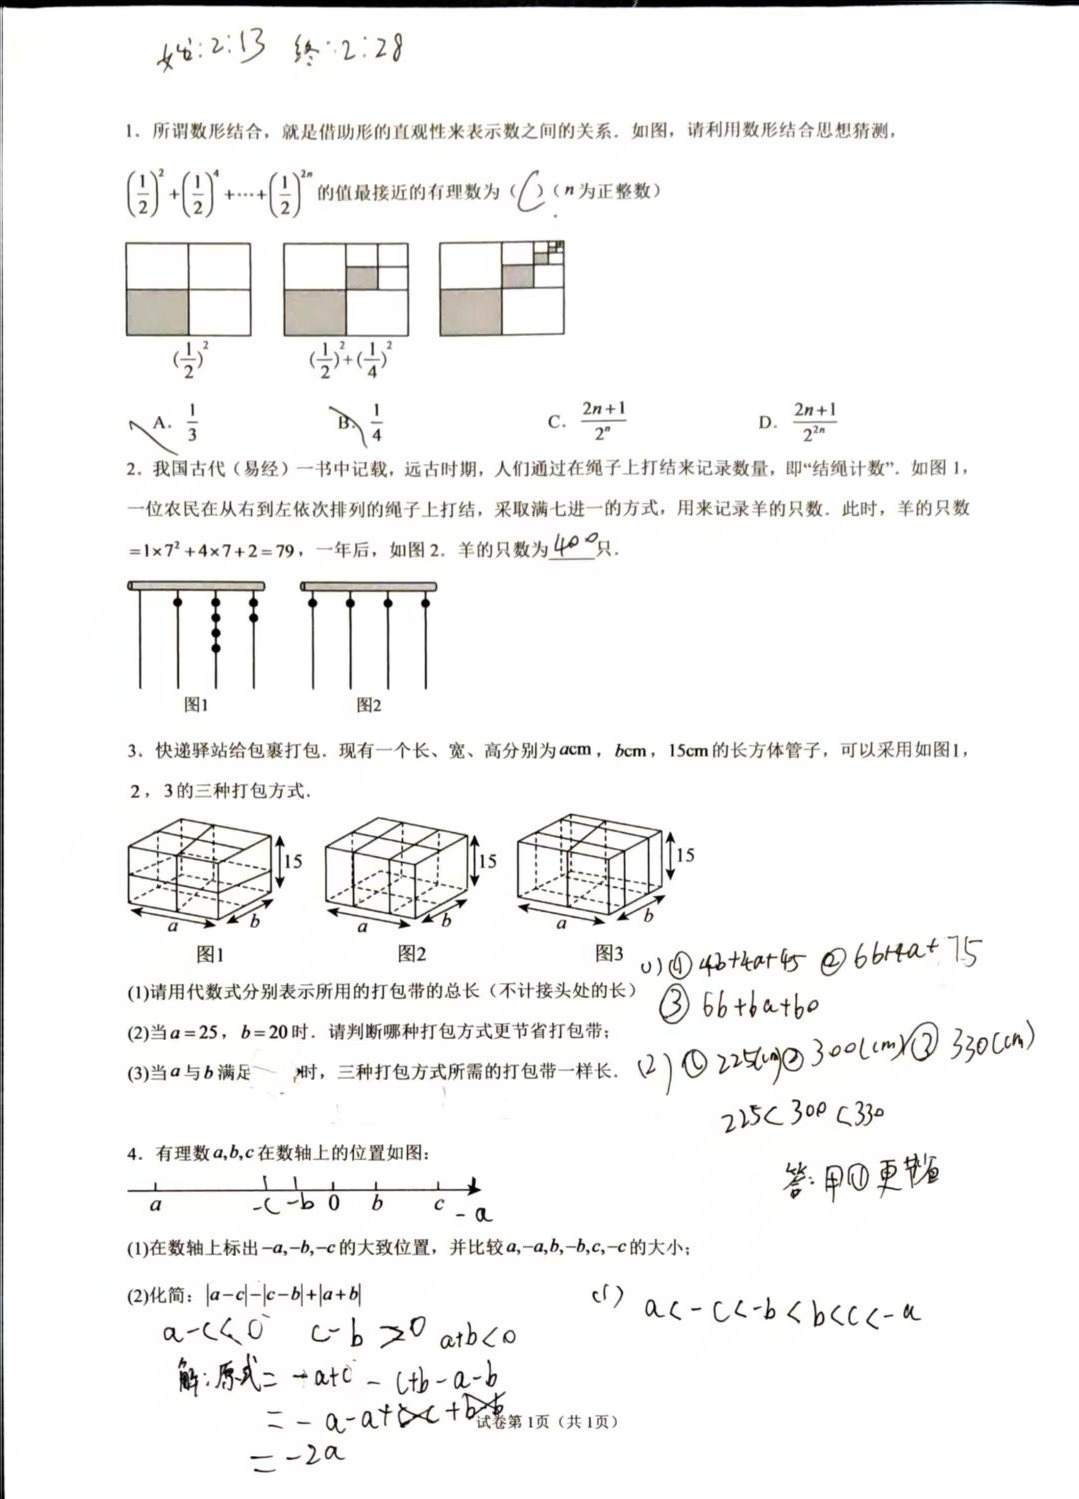 始:2:13 终:2:28
1．所谓数形结合，就是借助形的直观性来表示数之间的关系．如图，请利用数形结合思想猜测，
(1/2)²+(1/2)⁴+⋯+(1/2)²ⁿ的值最接近的有理数为（C）（n为正整数）
(1/2)² (1/2)²+(1/4)²
A．1/3 B．1/4 C．(2n+1)/2ⁿ D．(2n+1)/2²ⁿ
2．我国古代（易经）一书中记载，远古时期，人们通过在绳子上打结来记录数量，即“结绳计数”．如图1，
一位农民在从右到左依次排列的绳子上打结，采取满七进一的方式，用来记录羊的只数．此时，羊的只数
=1×7²+4×7+2=79，一年后，如图2．羊的只数为400只．
图1 图2
3．快递驿站给包裹打包．现有一个长、宽、高分别为acm，bcm，15cm的长方体管子，可以采用如图1，
2，3的三种打包方式．
15 15 15
a b a b a b
图1 图2 图3
(1)①4b+4a+45 ②6b+4a+75
(1)请用代数式分别表示所用的打包带的总长（不计接头处的长）
③6b+6a+60
(2)当a=25，b=20时．请判断哪种打包方式更节省打包带；
(3)当a与b满足 时，三种打包方式所需的打包带一样长．
(2)①225(cm)②300(cm)③330(cm)
225<300<330
答:用①更节省
4．有理数a,b,c在数轴上的位置如图：
a -c -b 0 b c -a
(1)在数轴上标出−a,−b,−c的大致位置，并比较a,−a,b,−b,c,−c的大小；
(2)化简：|a−c|−|c−b|+|a+b|
(1) a<-c<-b<b<c<-a
a-c<0 c-b>0 a+b<0
解:原式=-a+c-c+b-a-b
=-a-a+c-c+b-b
试卷第1页（共1页）
=-2a